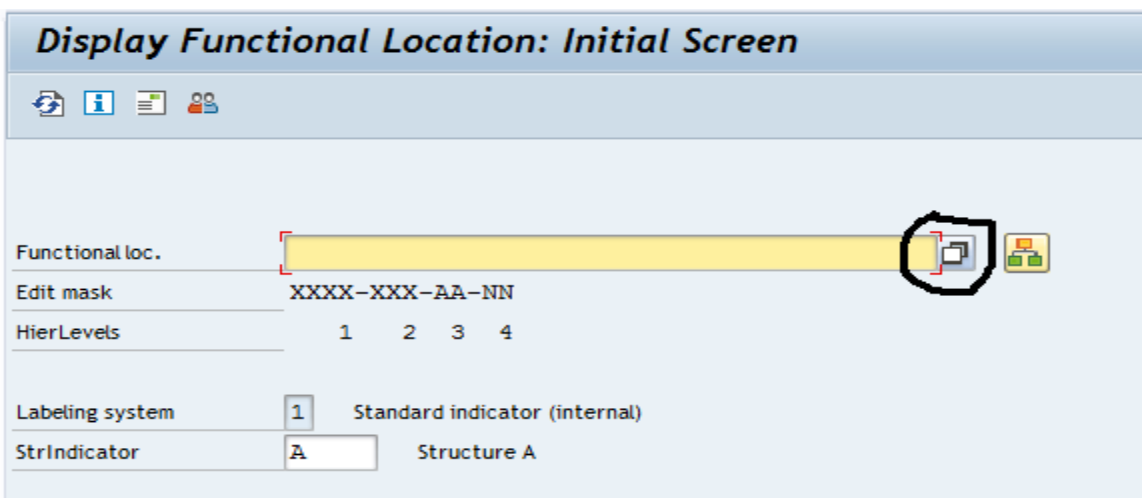 Display Functional Location: Initial Screen
Functional loc.
Edit mask XXXX-XXX-AA-NN
HierLevels 1 2 3 4
Labeling system 1 Standard indicator (internal)
StrIndicator A Structure A